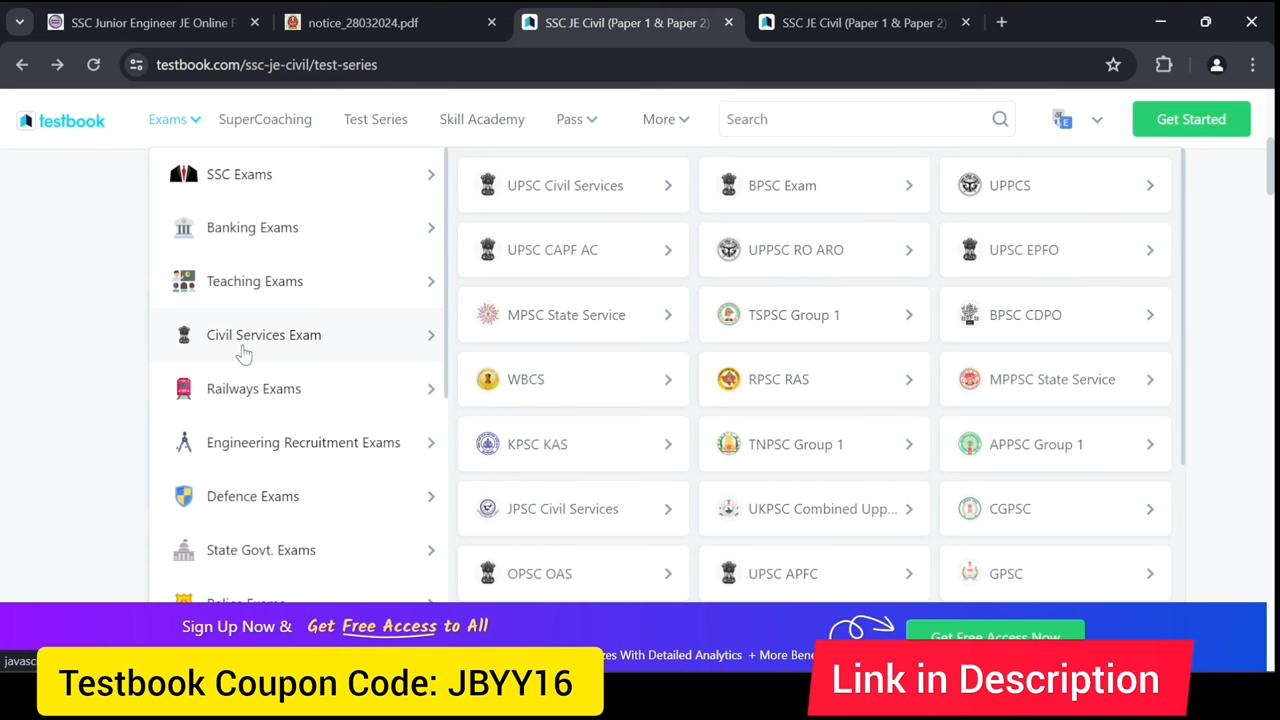 SSC Junior Engineer JE Online F
notice_28032024.pdf
SSC JE Civil (Paper 1 & Paper 2)
SSC JE Civil (Paper 1 & Paper 2)
testbook.com/ssc-je-civil/test-series
testbook
Exams
SuperCoaching
Test Series
Skill Academy
Pass
More
Search
Get Started
SSC Exams
Banking Exams
Teaching Exams
Civil Services Exam
Railways Exams
Engineering Recruitment Exams
Defence Exams
State Govt. Exams
Police Exams
UPSC Civil Services
BPSC Exam
UPPCS
UPSC CAPF AC
UPPSC RO ARO
UPSC EPFO
MPSC State Service
TSPSC Group 1
BPSC CDPO
WBCS
RPSC RAS
MPPSC State Service
KPSC KAS
TNPSC Group 1
APPSC Group 1
JPSC Civil Services
UKPSC Combined Upp...
CGPSC
OPSC OAS
UPSC APFC
GPSC
Sign Up Now & Get Free Access to All
Get Free Access Now
With Detailed Analytics + More Bene
javasc
Testbook Coupon Code: JBYY16
Link in Description